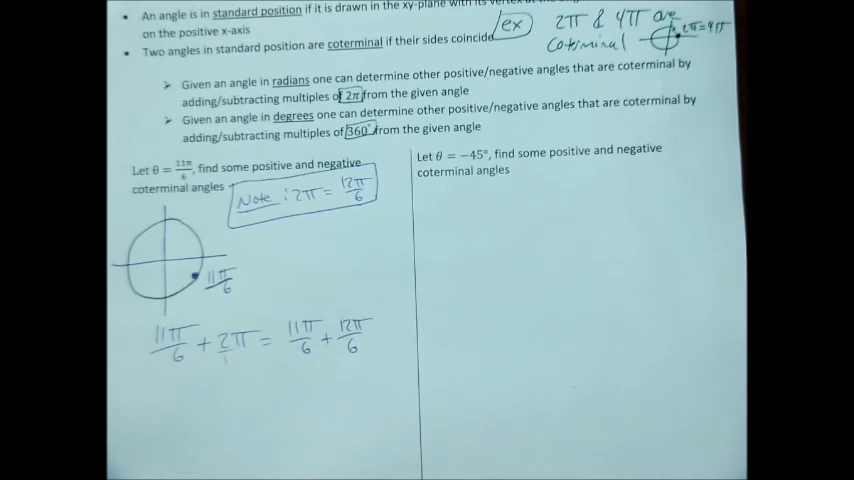 • An angle is in standard position if it is drawn in the xy-plane with its vertex at the
on the positive x-axis
• Two angles in standard position are coterminal if their sides coincide
ex 2π & 4π are
coterminal
2π=4π
➢ Given an angle in radians one can determine other positive/negative angles that are coterminal by
adding/subtracting multiples of 2π from the given angle
➢ Given an angle in degrees one can determine other positive/negative angles that are coterminal by
adding/subtracting multiples of 360° from the given angle
Let θ = 11π/6, find some positive and negative
coterminal angles
Note: 2π = 12π/6
11π/6
11π/6 + 2π/1 = 11π/6 + 12π/6
Let θ = −45°, find some positive and negative
coterminal angles